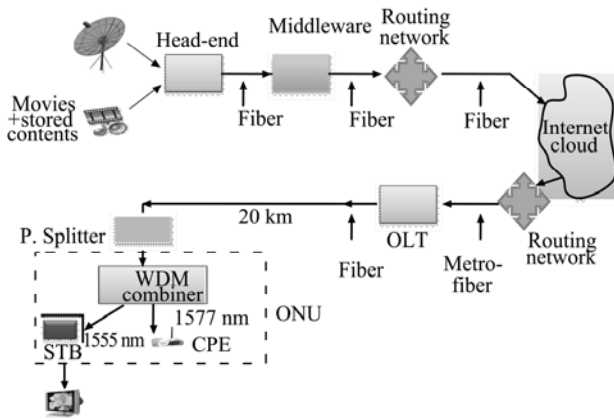 Head-end
Middleware
Routing
network
Movies
+stored
contents
Fiber
Fiber
Fiber
Internet
cloud
20 km
P. Splitter
Fiber
OLT
Metro-
fiber
Routing
network
WDM
combiner
1577 nm
ONU
STB
1555 nm
CPE